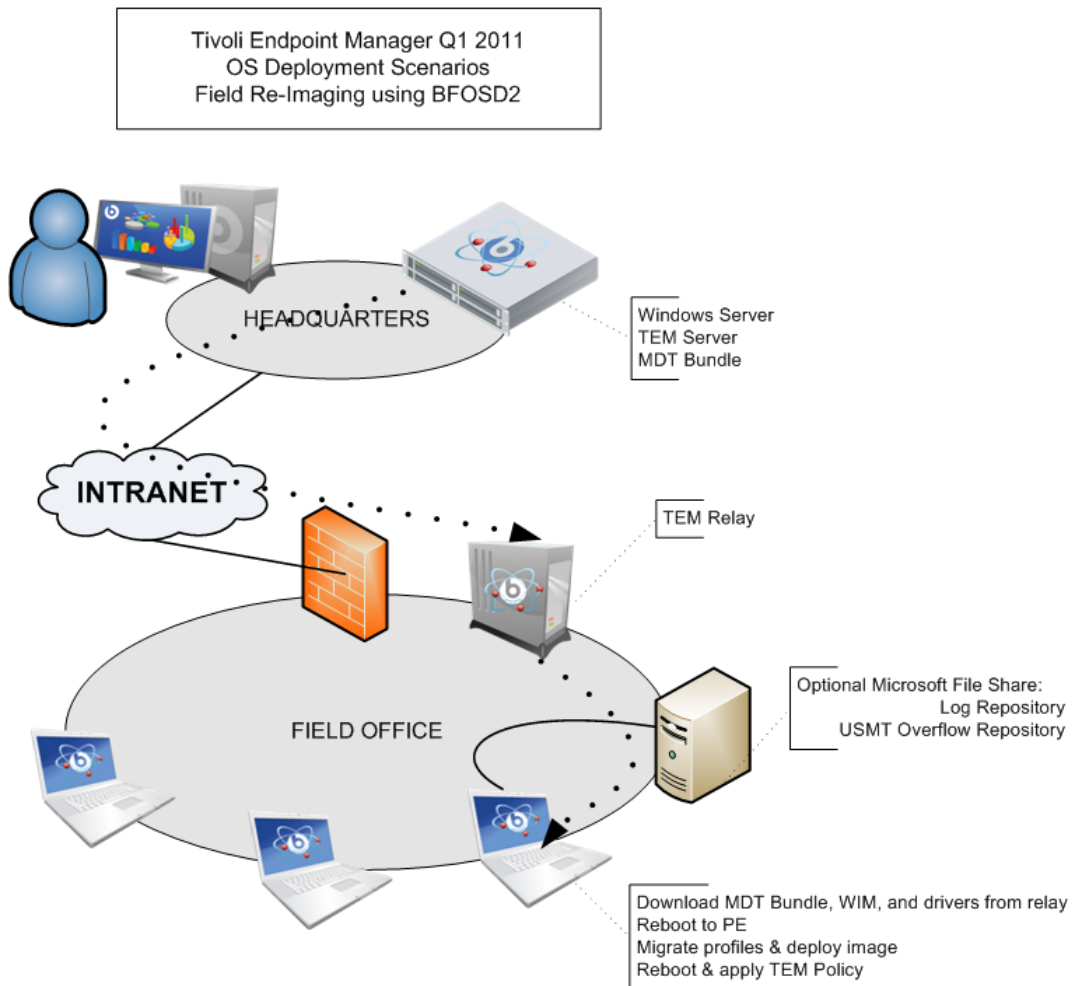 Tivoli Endpoint Manager Q1 2011
OS Deployment Scenarios
Field Re-Imaging using BFOSD2
HEADQUARTERS
Windows Server
TEM Server
MDT Bundle
INTRANET
TEM Relay
FIELD OFFICE
Optional Microsoft File Share:
Log Repository
USMT Overflow Repository
Download MDT Bundle, WIM, and drivers from relay
Reboot to PE
Migrate profiles & deploy image
Reboot & apply TEM Policy